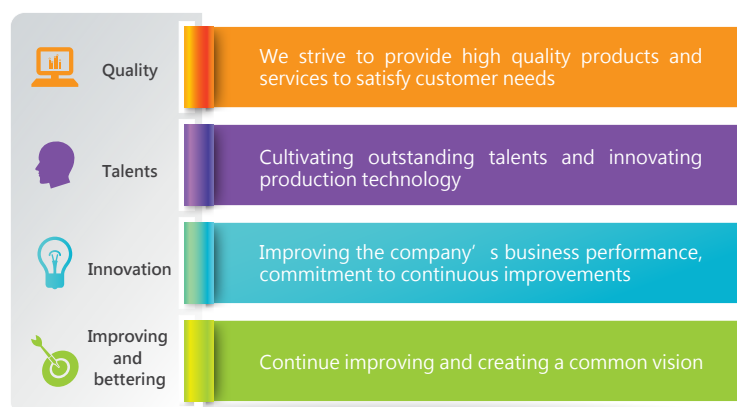 Quality
We strive to provide high quality products and
services to satisfy customer needs
Talents
Cultivating outstanding talents and innovating
production technology
Innovation
Improving the company's business performance,
commitment to continuous improvements
Improving
and
bettering
Continue improving and creating a common vision